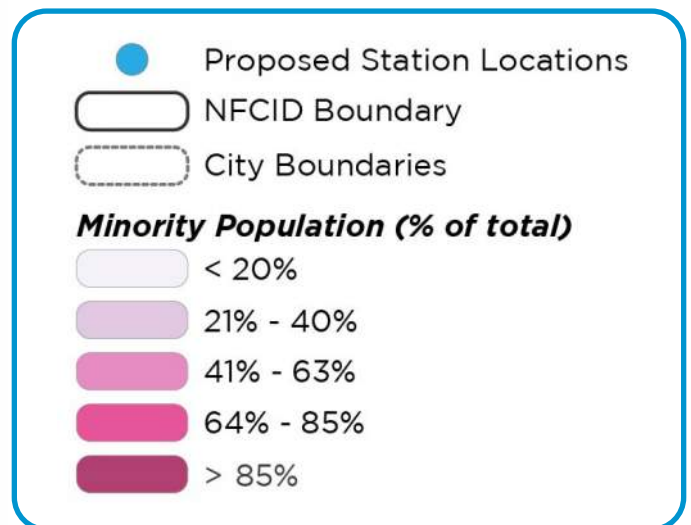 Proposed Station Locations
NFCID Boundary
City Boundaries
Minority Population (% of total)
< 20%
21% - 40%
41% - 63%
64% - 85%
> 85%